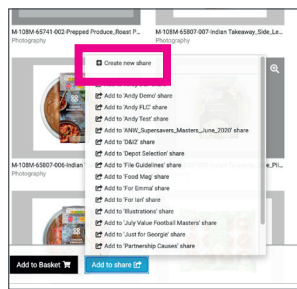 M-108M-65741-002-Prepped Produce_Roast P...
Photography
M-108M-65807-007-Indian Takeaway_Side_Le...
Photography
Create new share
Add to 'Andy Demo' share
Add to 'Andy FLC' share
Add to 'Andy Test' share
Add to 'ANW_Supersavers_Masters_June_2020' share
Add to 'D&I2' share
Add to 'Depot Selection' share
Add to 'File Guidelines' share
Add to 'Food Mag' share
Add to 'For Emma' share
Add to 'For Ian' share
Add to 'Illustrations' share
Add to 'July Value Football Masters' share
Add to 'Just for Georgie' share
Add to 'Partnership Causes' share
M-108M-65807-006-Indian
Photography
e_Pil...
Add to Basket
Add to share